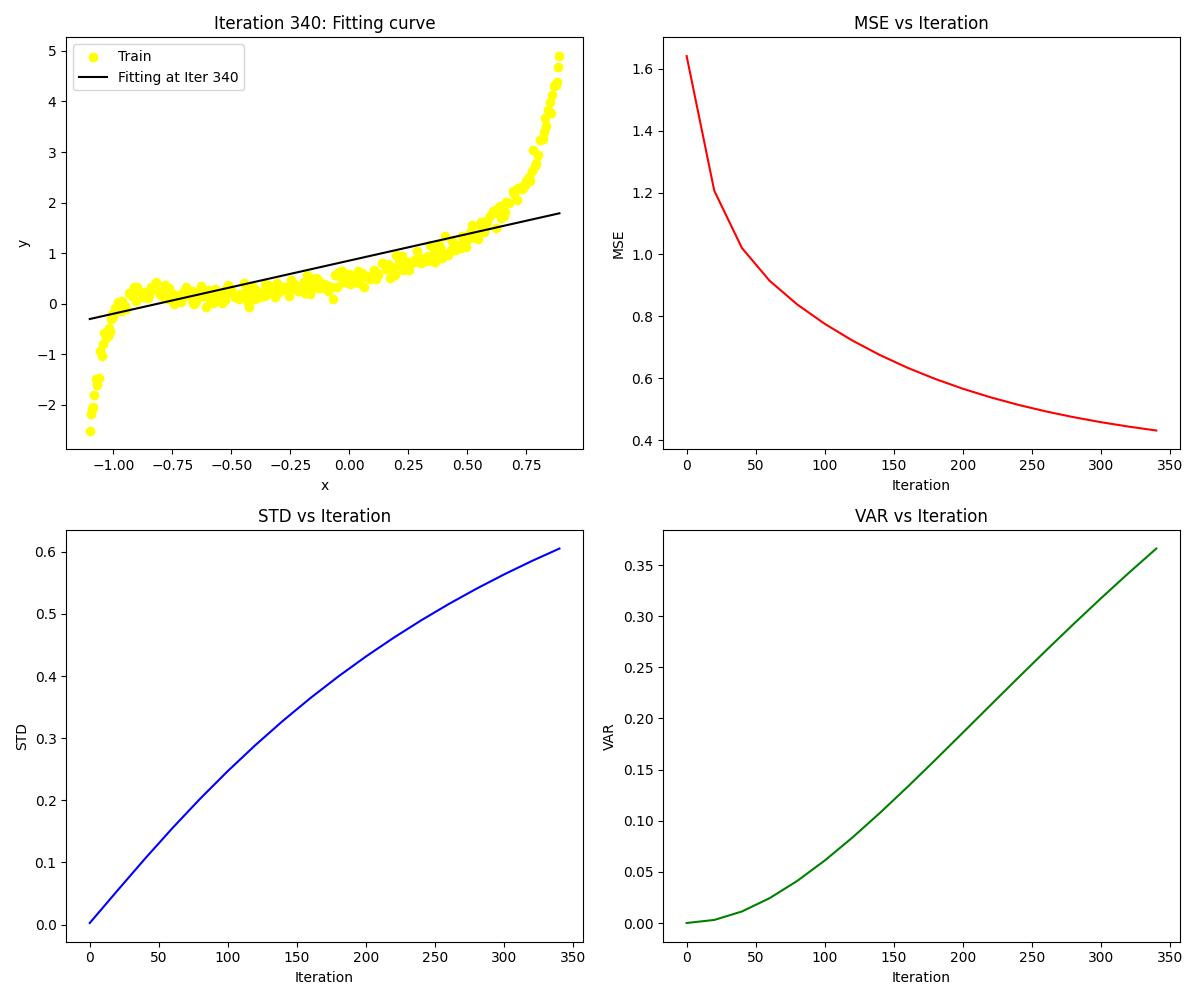 Iteration 340: Fitting curve
Train
Fitting at Iter 340
5
4
3
2
1
0
−1
−2
y
−1.00 −0.75 −0.50 −0.25 0.00 0.25 0.50 0.75
x
MSE vs Iteration
1.6
1.4
1.2
1.0
0.8
0.6
0.4
MSE
0 50 100 150 200 250 300 350
Iteration
STD vs Iteration
0.6
0.5
0.4
0.3
0.2
0.1
0.0
STD
0 50 100 150 200 250 300 350
Iteration
VAR vs Iteration
0.35
0.30
0.25
0.20
0.15
0.10
0.05
0.00
VAR
0 50 100 150 200 250 300 350
Iteration